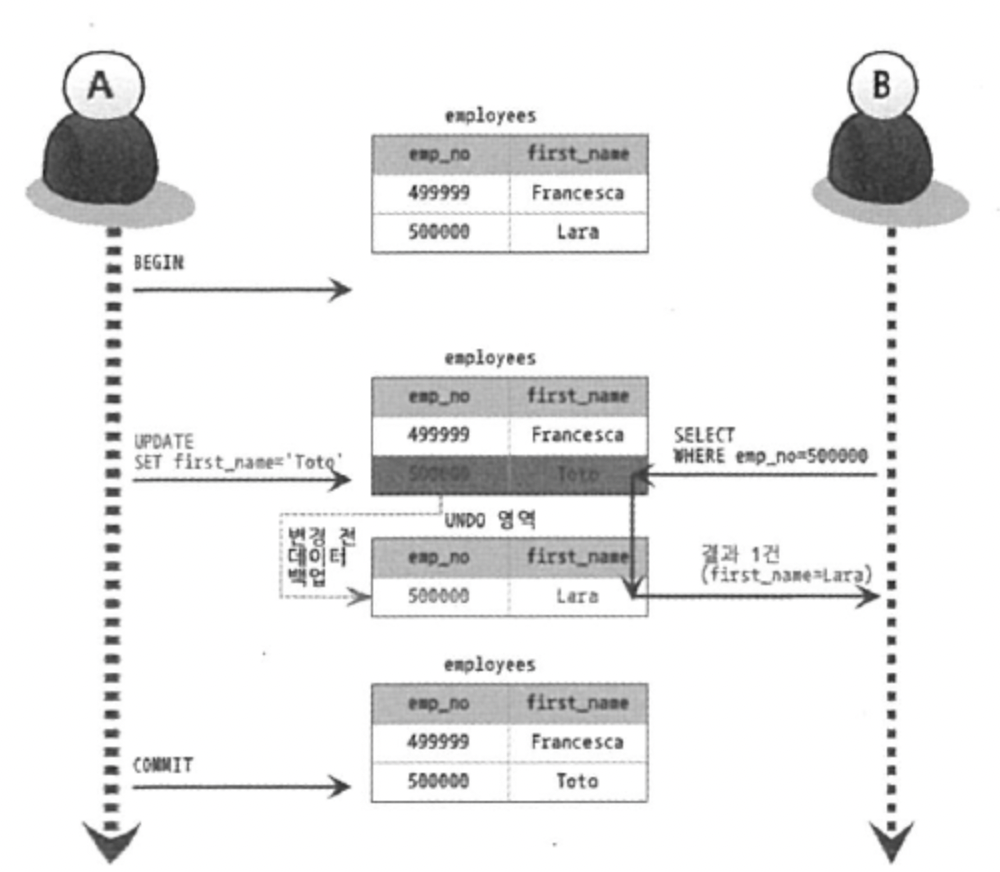 A
B
employees
emp_no first_name
499999 Francesca
500000 Lara
BEGIN
employees
emp_no first_name
499999 Francesca
500000 Toto
UPDATE
SET first_name='Toto'
SELECT
WHERE emp_no=500000
UNDO 영역
변경 전
데이터
백업
emp_no first_name
500000 Lara
결과 1건
(first_name=Lara)
employees
emp_no first_name
499999 Francesca
500000 Toto
COMMIT